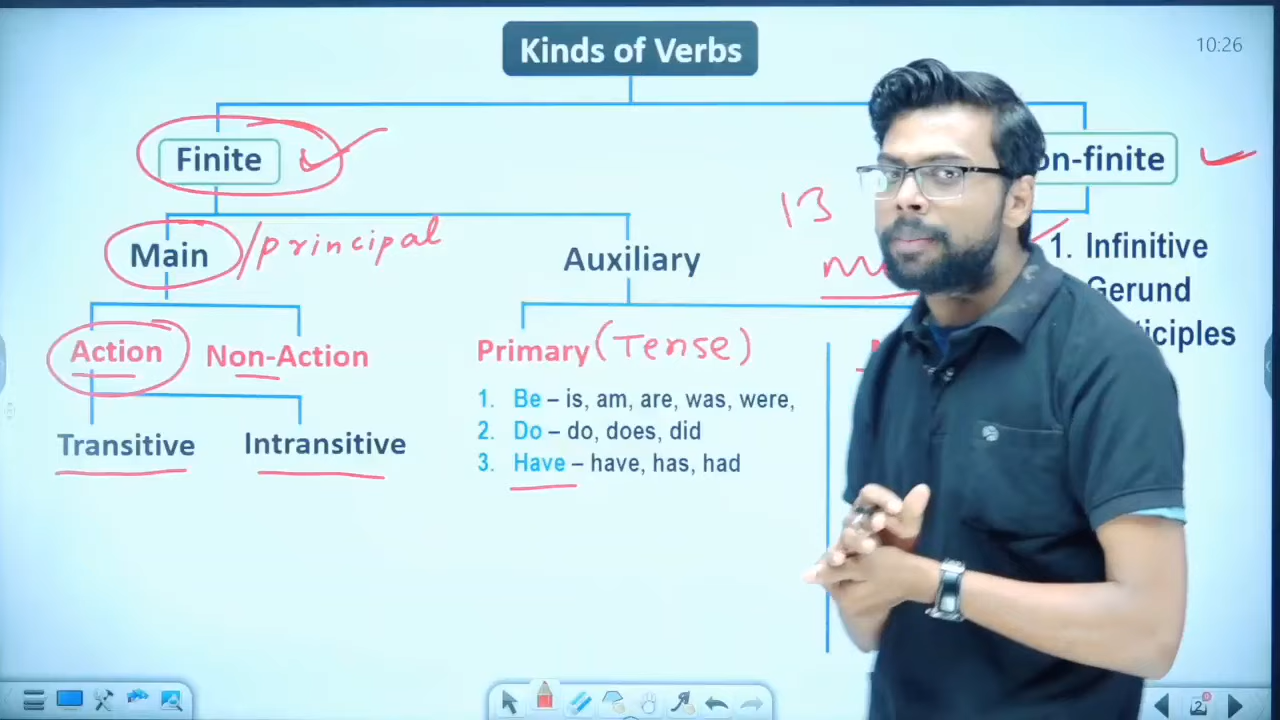 Kinds of Verbs
10:26
Finite
on-finite
13
Main /principal
Auxiliary
1. Infinitive
Gerund
Action
Non-Action
Primary (Tense)
1. Be – is, am, are, was, were,
2. Do – do, does, did
3. Have – have, has, had
Transitive
Intransitive
2